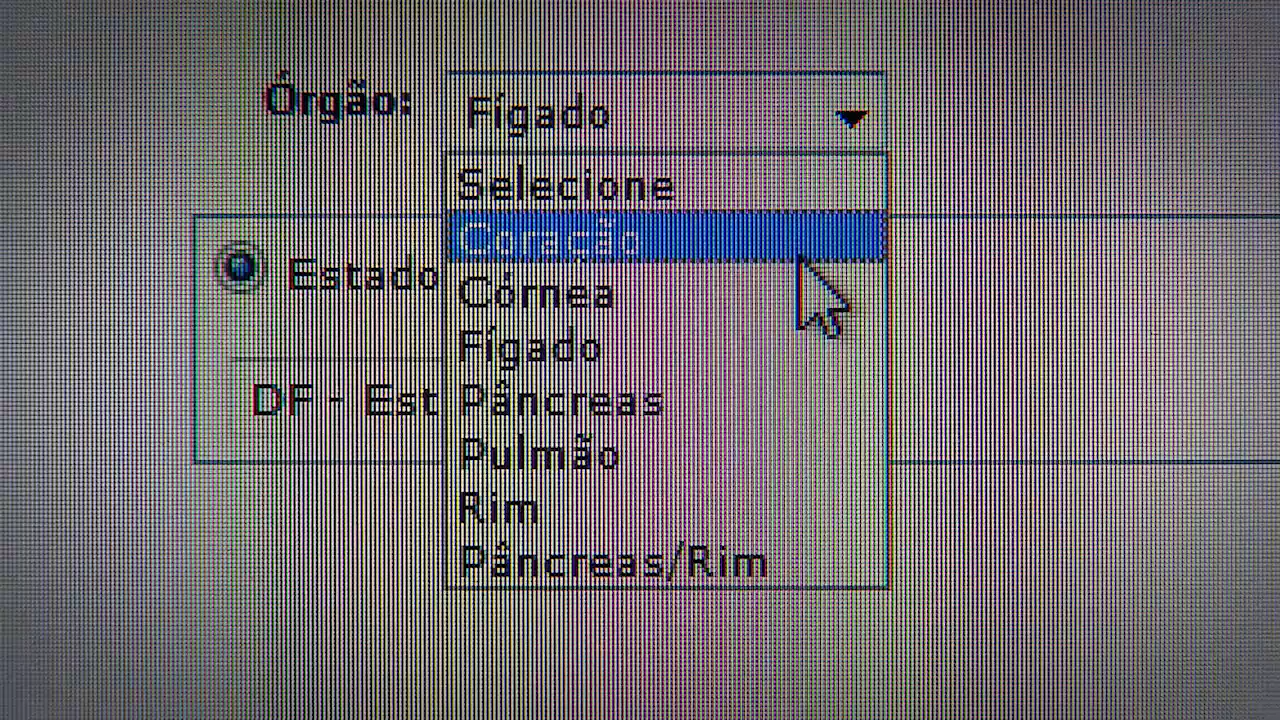 Órgão: Fígado
Selecione
Coração
Estado
Córnea
Fígado
DF - Est
Pâncreas
Pulmão
Rim
Pâncreas/Rim